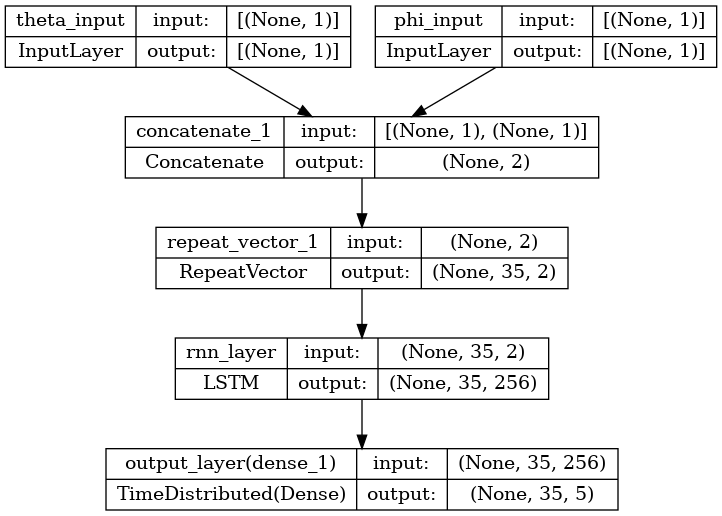 theta_input input: [(None, 1)]
InputLayer output: [(None, 1)]
phi_input input: [(None, 1)]
InputLayer output: [(None, 1)]
concatenate_1 input: [(None, 1), (None, 1)]
Concatenate output: (None, 2)
repeat_vector_1 input: (None, 2)
RepeatVector output: (None, 35, 2)
rnn_layer input: (None, 35, 2)
LSTM output: (None, 35, 256)
output_layer(dense_1) input: (None, 35, 256)
TimeDistributed(Dense) output: (None, 35, 5)